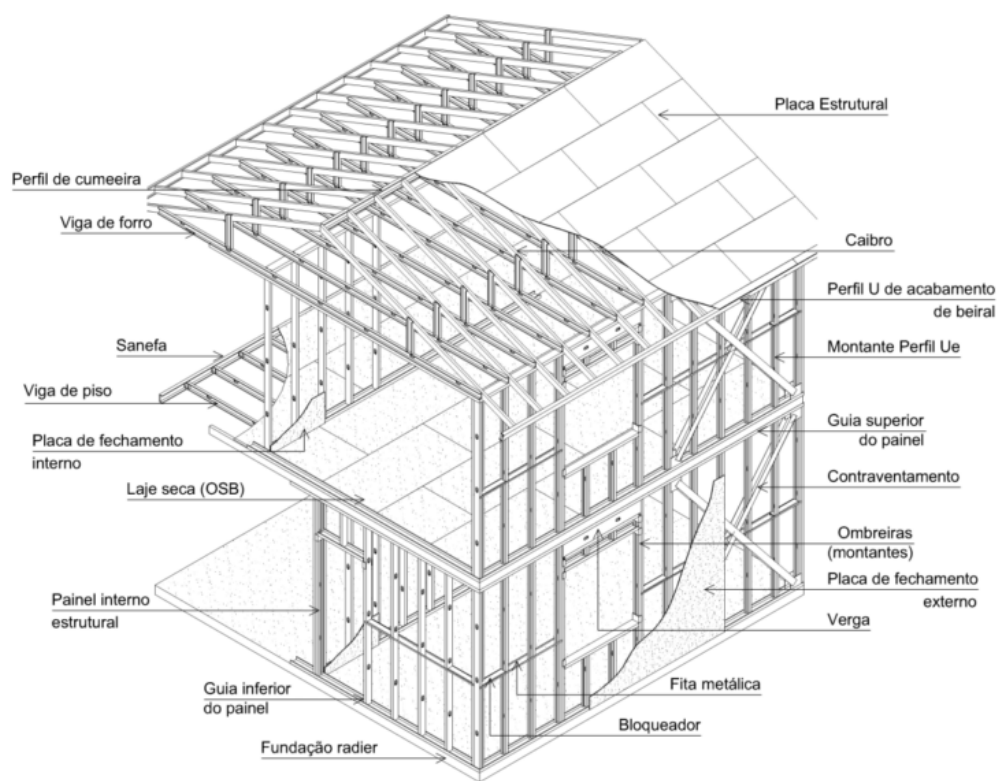 Placa Estrutural
Perfil de cumeeira
Viga de forro
Caibro
Perfil U de acabamento
de beiral
Sanefa
Montante Perfil Ue
Viga de piso
Guia superior
do painel
Placa de fechamento
interno
Contraventamento
Laje seca (OSB)
Ombreiras
(montantes)
Placa de fechamento
externo
Painel interno
estrutural
Verga
Guia inferior
do painel
Fita metálica
Bloqueador
Fundação radier